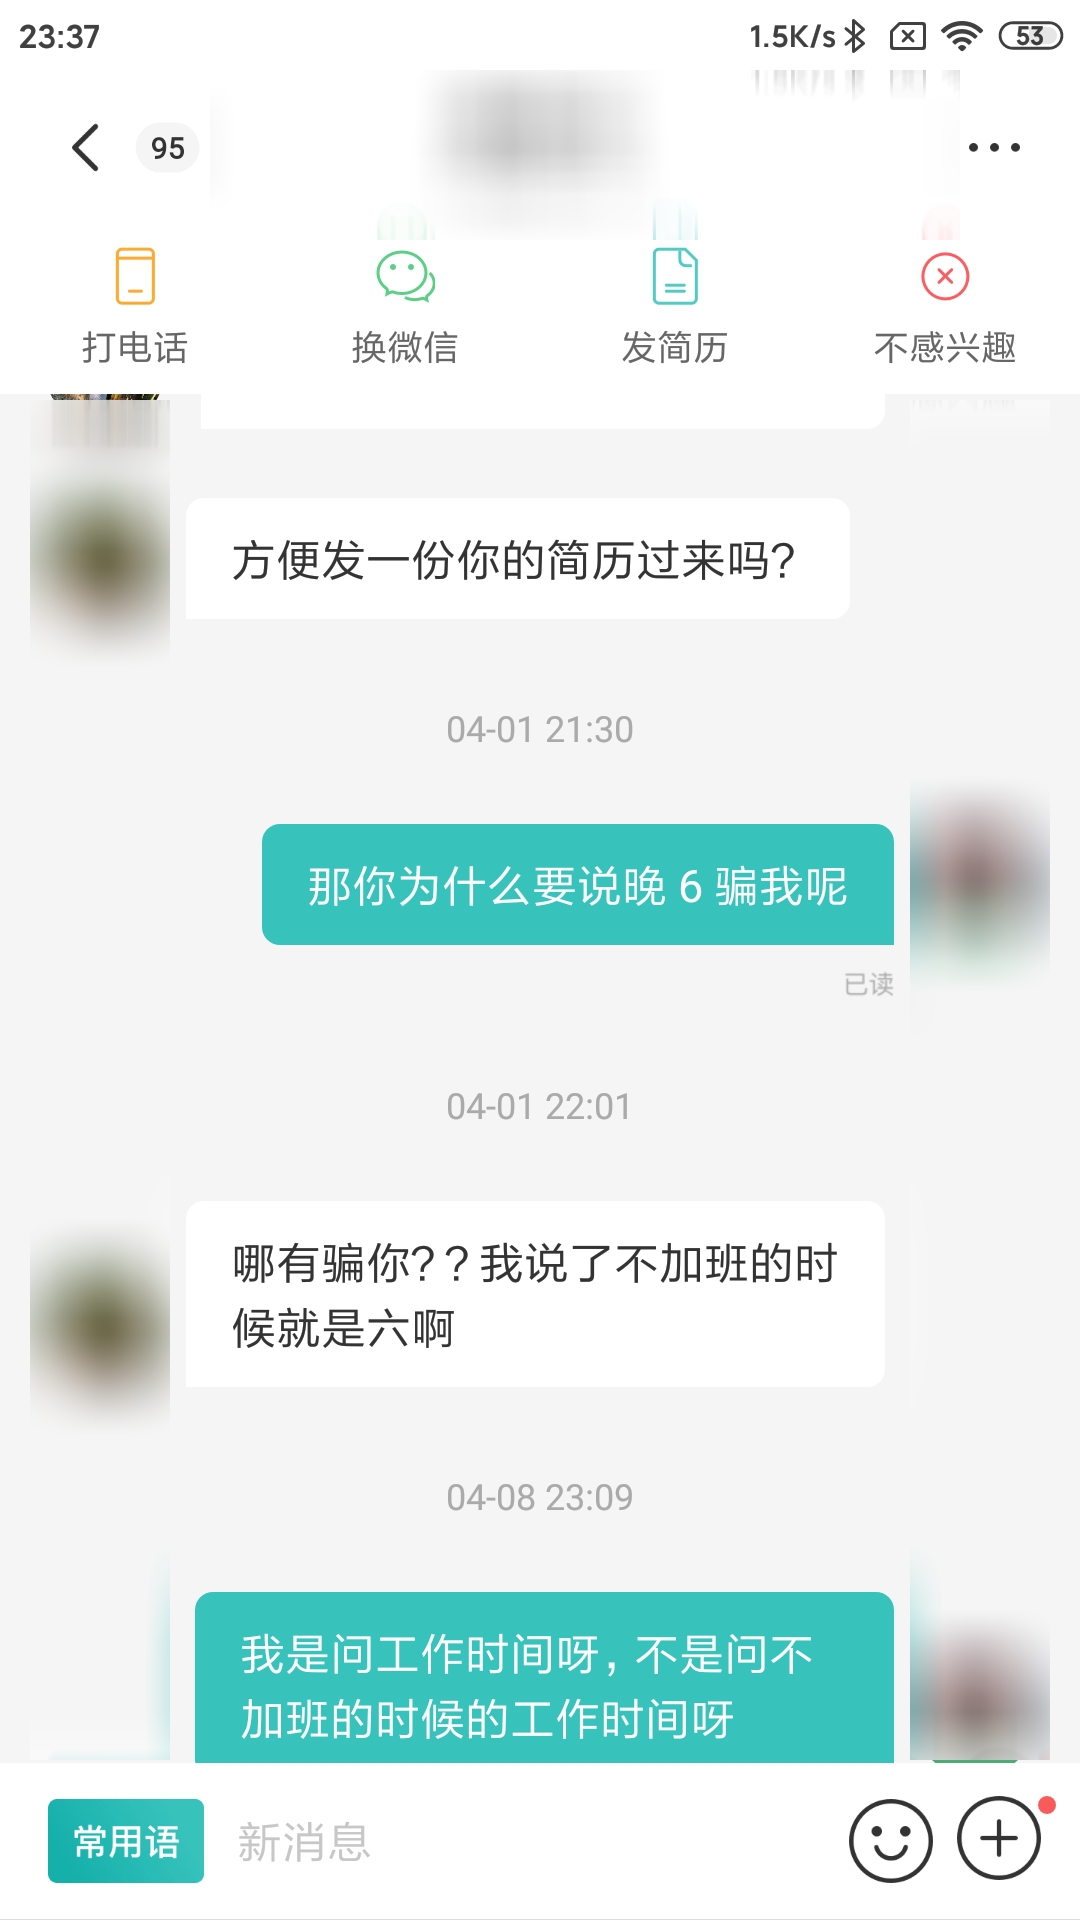 23:37
1.5K/s
53
95
打电话
换微信
发简历
不感兴趣
方便发一份你的简历过来吗?
04-01 21:30
那你为什么要说晚 6 骗我呢
已读
04-01 22:01
哪有骗你? ? 我说了不加班的时
候就是六啊
04-08 23:09
我是问工作时间呀, 不是问不
加班的时候的工作时间呀
常用语
新消息